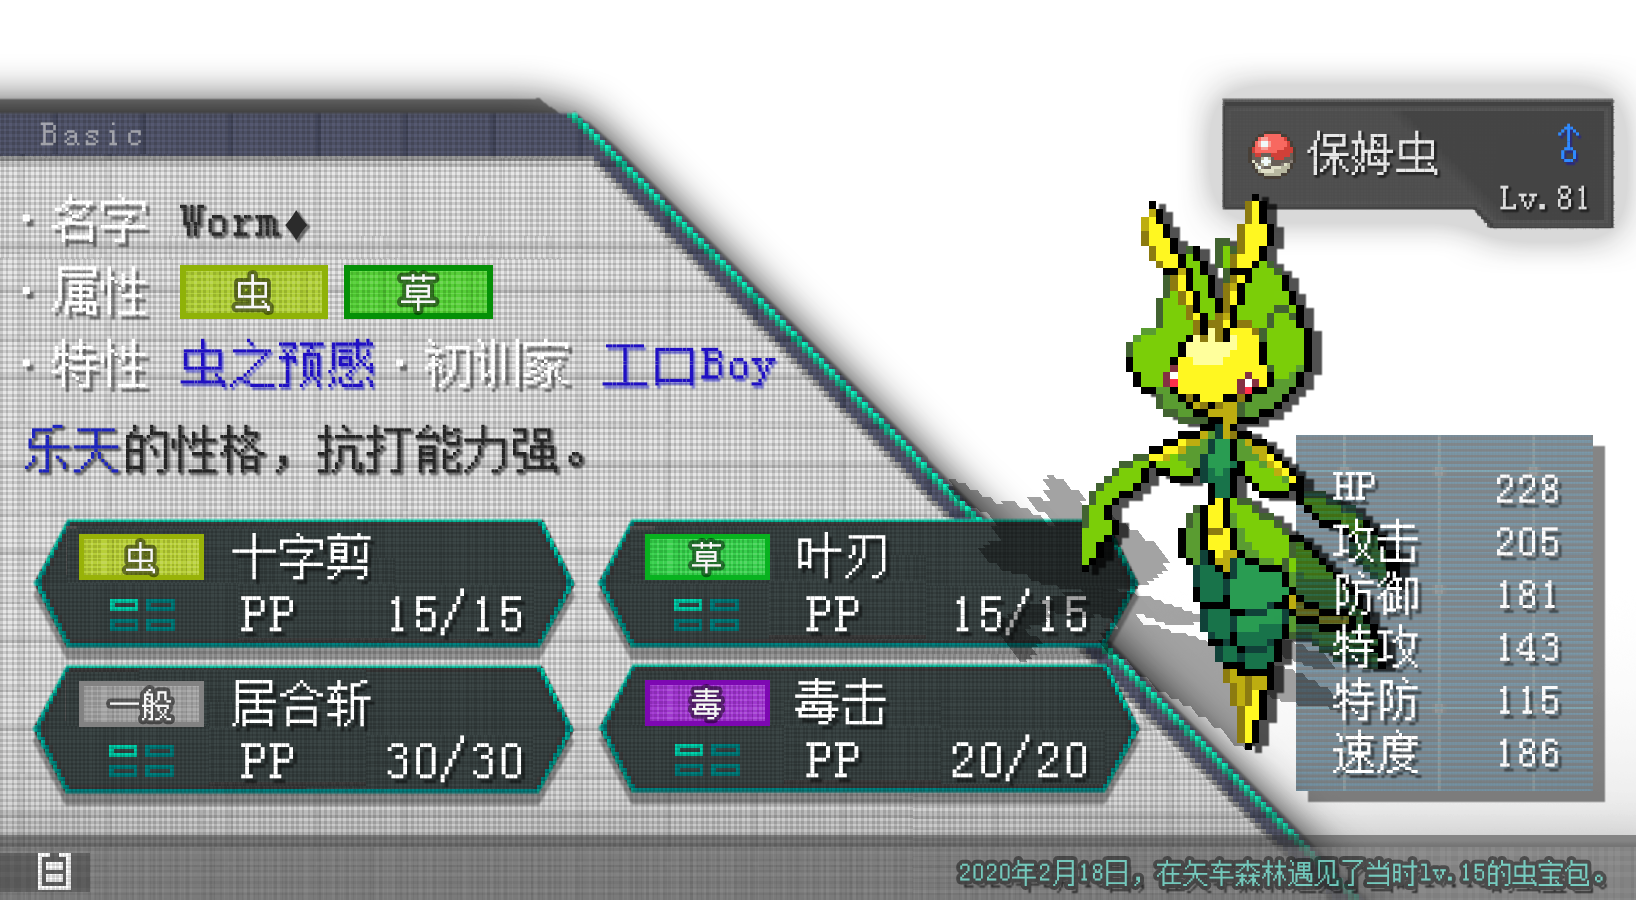 Basic
·名字 Worm♦
·属性 虫 草
·特性 虫之预感 ·初训家 工口Boy
乐天的性格，抗打能力强。
虫 十字剪
PP 15/15
草 叶刃
PP 15/15
一般 居合斩
PP 30/30
毒 毒击
PP 20/20
保姆虫 ♂
Lv.81
HP 228
攻击 205
防御 181
特攻 143
特防 115
速度 186
2020年2月18日，在矢车森林遇见了当时lv.15的虫宝包。